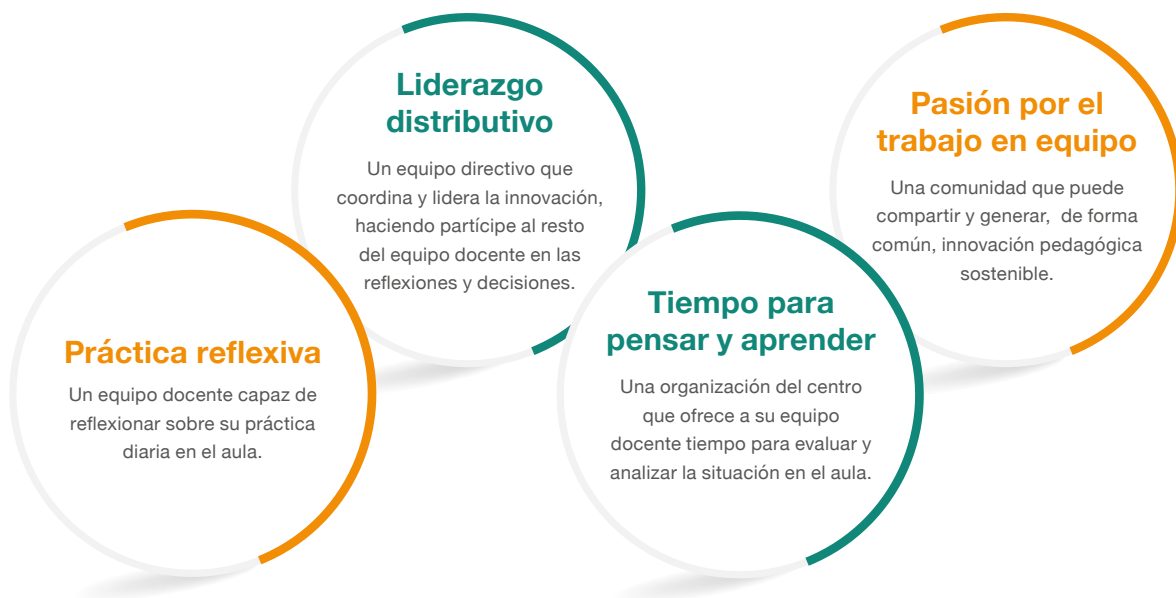 Práctica reflexiva
Un equipo docente capaz de
reflexionar sobre su práctica
diaria en el aula.
Liderazgo
distributivo
Un equipo directivo que
coordina y lidera la innovación,
haciendo partícipe al resto
del equipo docente en las
reflexiones y decisiones.
Tiempo para
pensar y aprender
Una organización del centro
que ofrece a su equipo
docente tiempo para evaluar y
analizar la situación en el aula.
Pasión por el
trabajo en equipo
Una comunidad que puede
compartir y generar, de forma
común, innovación pedagógica
sostenible.